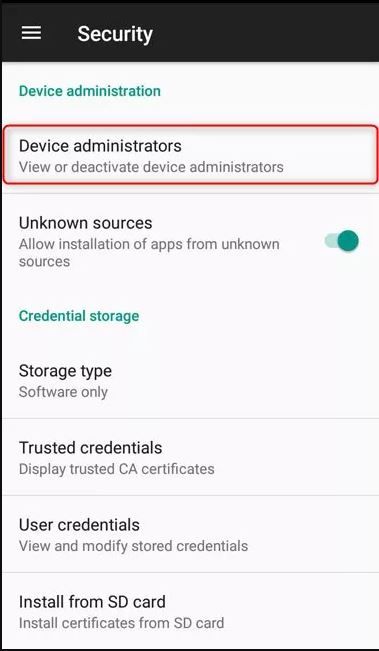 Security
Device administration
Device administrators
View or deactivate device administrators
Unknown sources
Allow installation of apps from unknown
sources
Credential storage
Storage type
Software only
Trusted credentials
Display trusted CA certificates
User credentials
View and modify stored credentials
Install from SD card
Install certificates from SD card